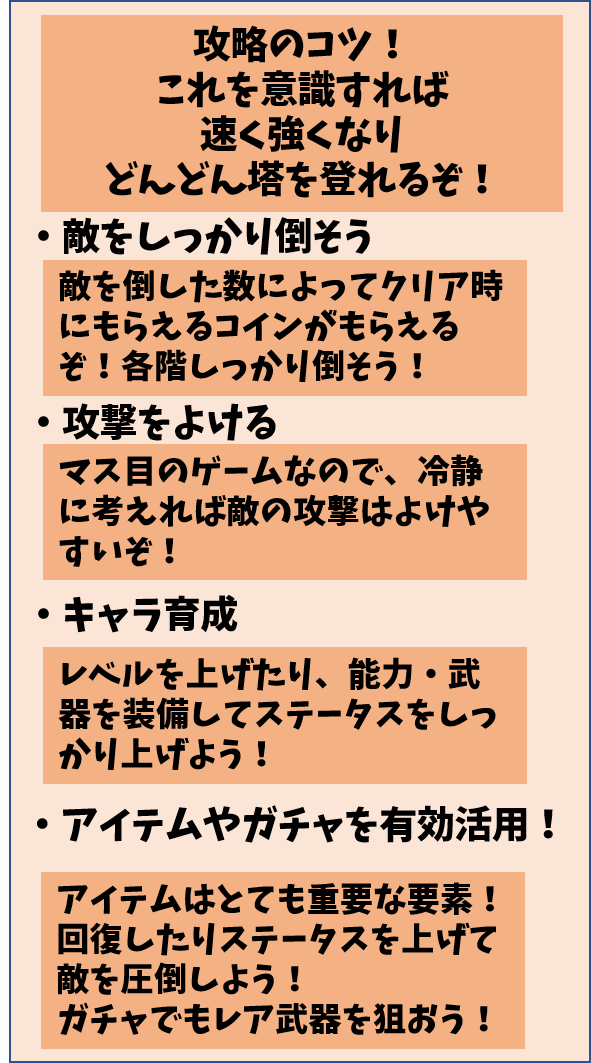 攻略のコツ！
これを意識すれば
速く強くなり
どんどん塔を登れるぞ！
・敵をしっかり倒そう
敵を倒した数によってクリア時
にもらえるコインがもらえる
ぞ！各階しっかり倒そう！
・攻撃をよける
マス目のゲームなので、冷静
に考えれば敵の攻撃はよけや
すいぞ！
・キャラ育成
レベルを上げたり、能力・武
器を装備してステータスをしっ
かり上げよう！
・アイテムやガチャを有効活用！
アイテムはとても重要な要素！
回復したりステータスを上げて
敵を圧倒しよう！
ガチャでもレア武器を狙おう！